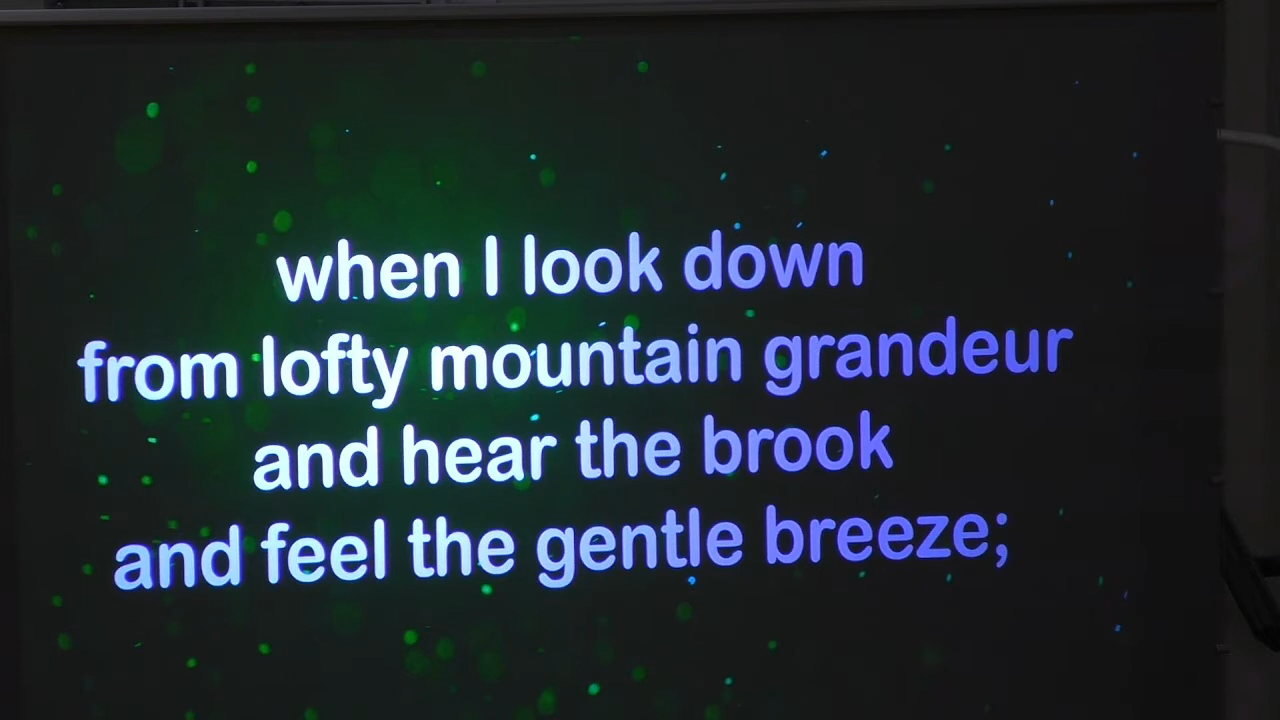 when I look down
from lofty mountain grandeur
and hear the brook
and feel the gentle breeze;